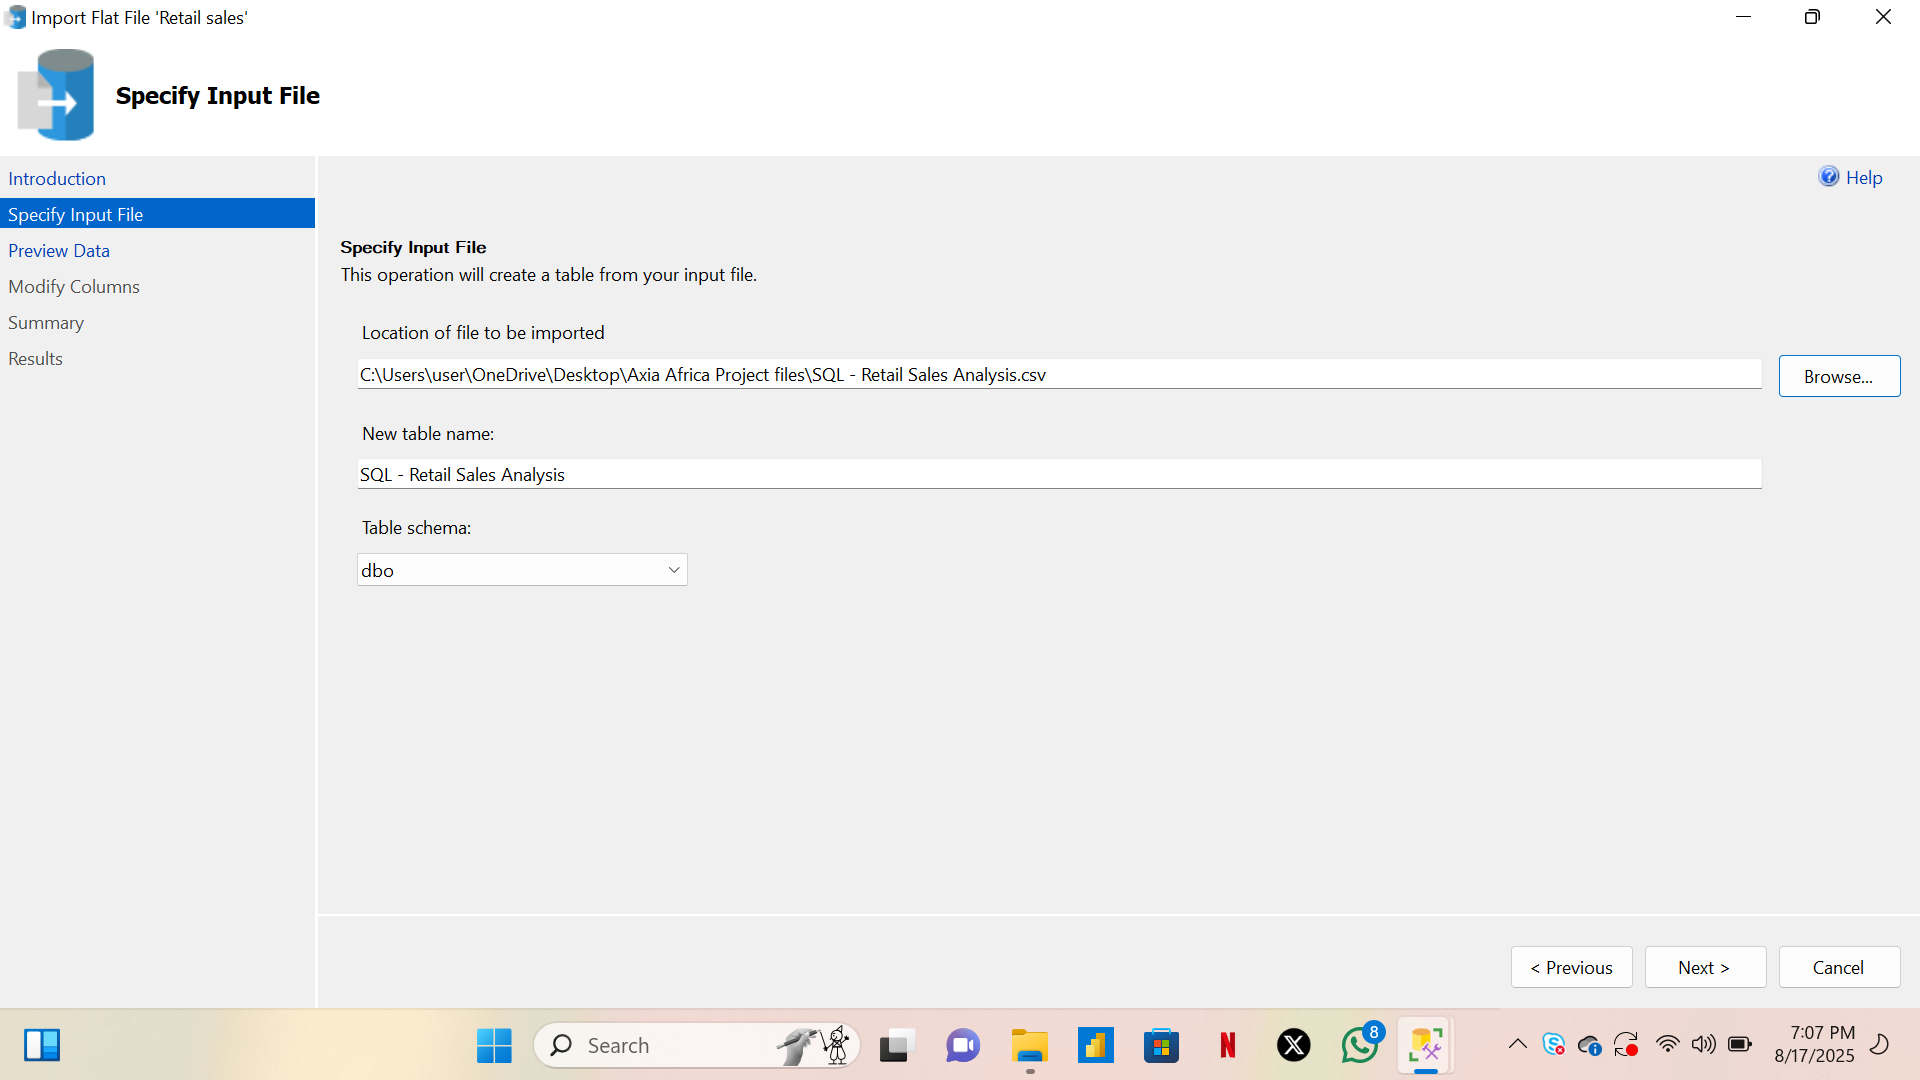 Import Flat File 'Retail sales'
Specify Input File
Introduction
Specify Input File
Preview Data
Modify Columns
Summary
Results
Help
Specify Input File
This operation will create a table from your input file.
Location of file to be imported
C:\Users\user\OneDrive\Desktop\Axia Africa Project files\SQL - Retail Sales Analysis.csv
Browse...
New table name:
SQL - Retail Sales Analysis
Table schema:
dbo
< Previous
Next >
Cancel
Search
8
7:07 PM
8/17/2025